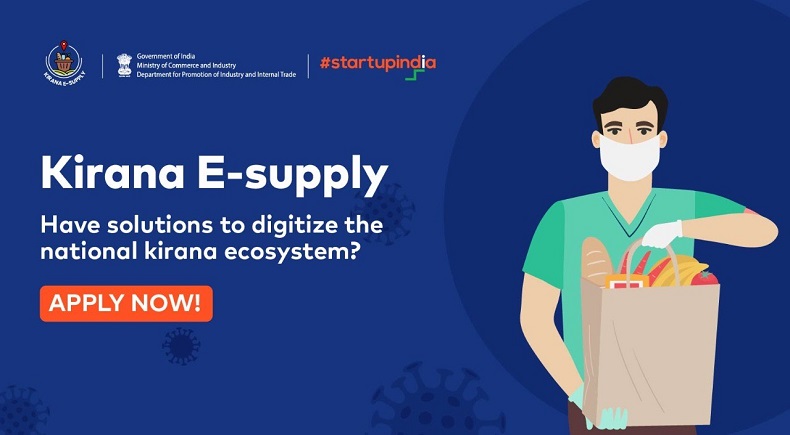 KIRANA E-SUPPLY
Government of India
Ministry of Commerce and Industry
Department for Promotion of Industry and Internal Trade
#startupindia
Kirana E-supply
Have solutions to digitize the
national kirana ecosystem?
APPLY NOW!